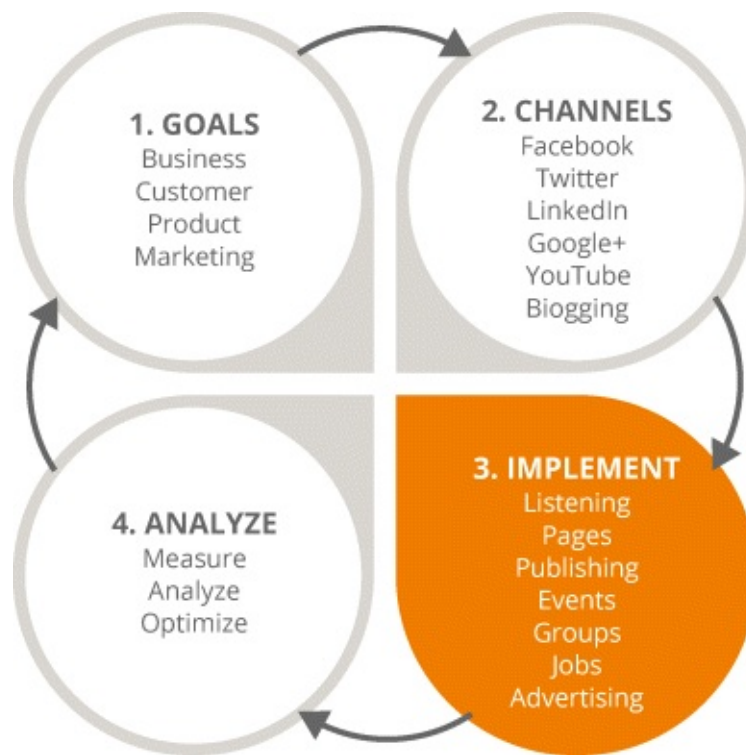 1. GOALS
Business
Customer
Product
Marketing
2. CHANNELS
Facebook
Twitter
LinkedIn
Google+
YouTube
Biogging
3. IMPLEMENT
Listening
Pages
Publishing
Events
Groups
Jobs
Advertising
4. ANALYZE
Measure
Analyze
Optimize